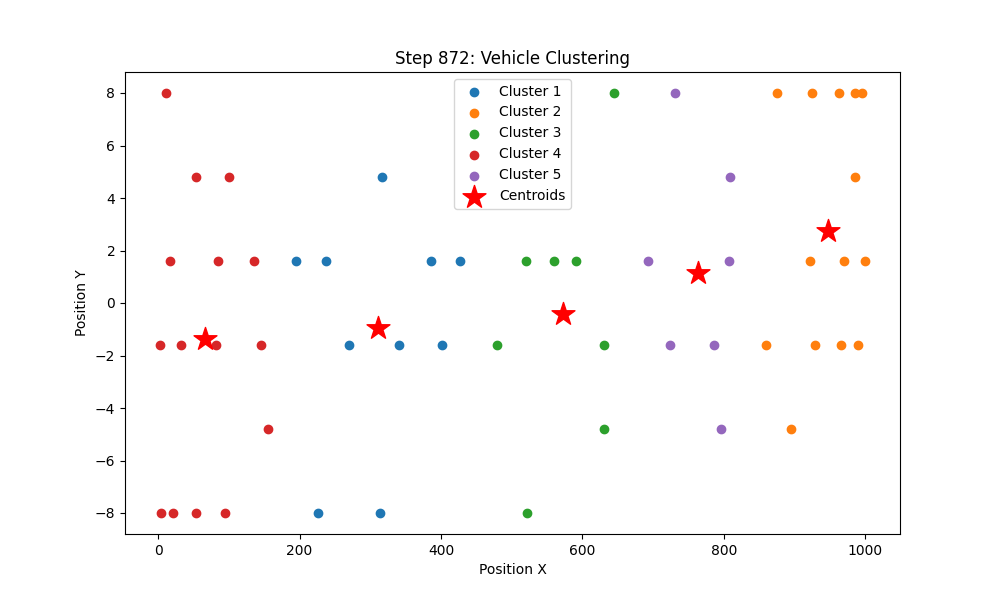 Step 872: Vehicle Clustering
Cluster 1
Cluster 2
Cluster 3
Cluster 4
Cluster 5
Centroids
Position Y
8
6
4
2
0
−2
−4
−6
−8
0 200 400 600 800 1000
Position X